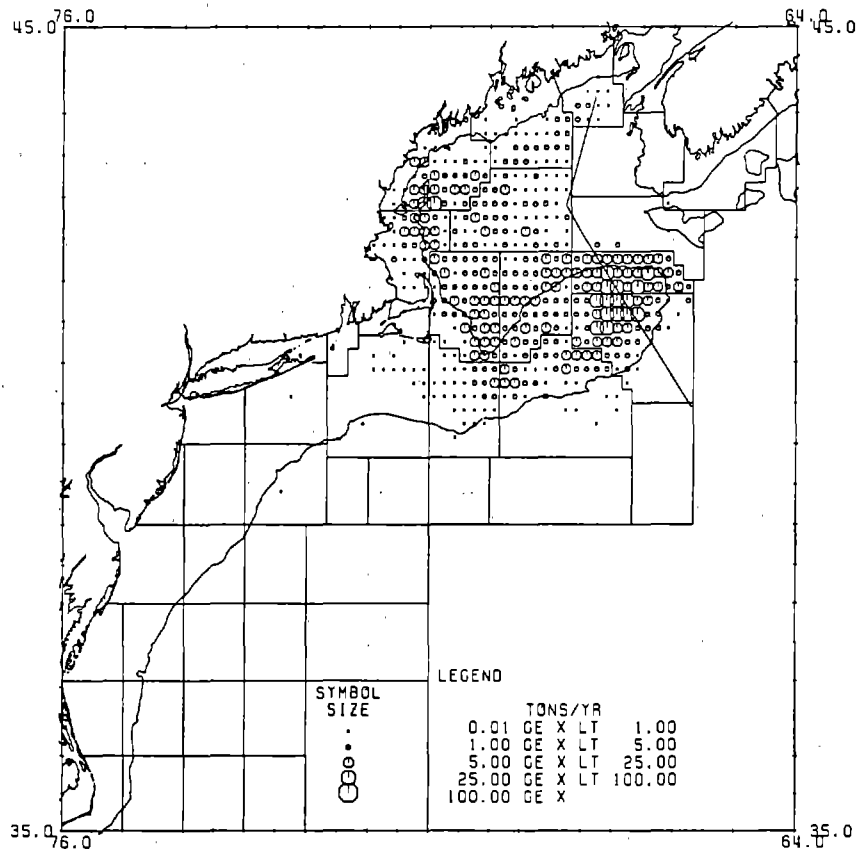 76.0 64.0
45.0 45.0
LEGEND
SYMBOL
SIZE
TONS/YR
0.01 GE X LT 1.00
1.00 GE X LT 5.00
5.00 GE X LT 25.00
25.00 GE X LT 100.00
100.00 GE X
35.0 35.0
76.0 64.0